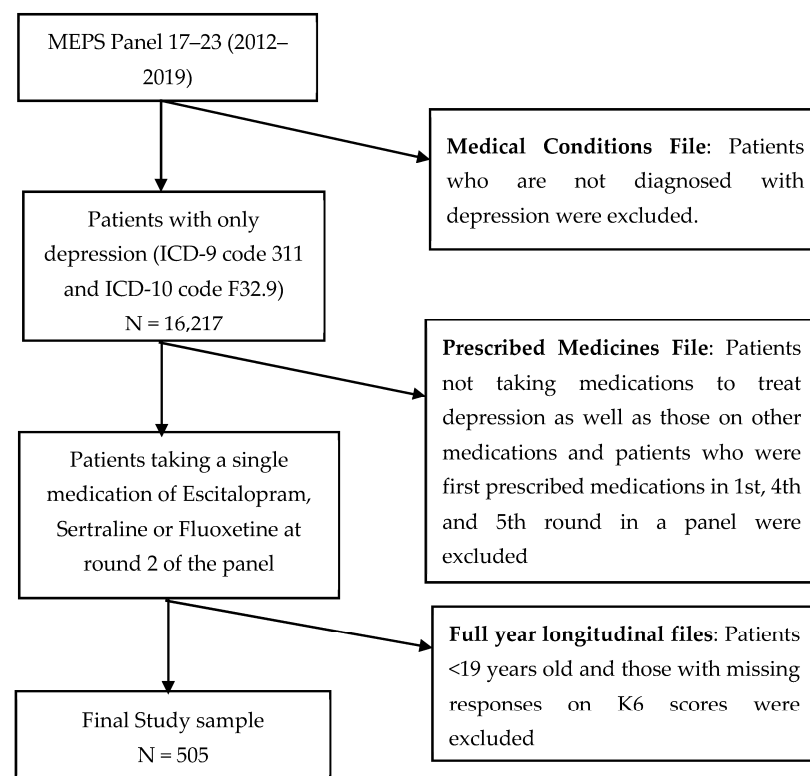 MEPS Panel 17–23 (2012–
2019)
Medical Conditions File: Patients
who are not diagnosed with
depression were excluded.
Patients with only
depression (ICD-9 code 311
and ICD-10 code F32.9)
N = 16,217
Prescribed Medicines File: Patients
not taking medications to treat
depression as well as those on other
medications and patients who were
first prescribed medications in 1st, 4th
and 5th round in a panel were
excluded
Patients taking a single
medication of Escitalopram,
Sertraline or Fluoxetine at
round 2 of the panel
Full year longitudinal files: Patients
<19 years old and those with missing
responses on K6 scores were
excluded
Final Study sample
N = 505